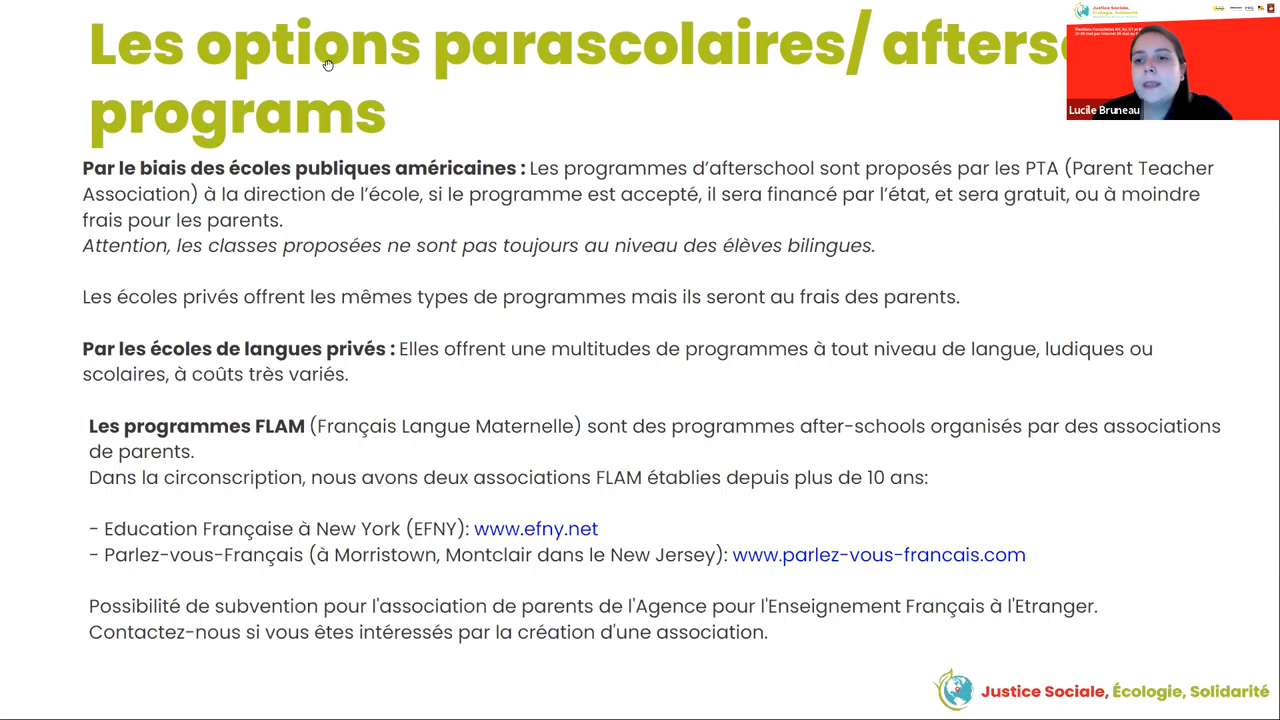 Les options parascolaires/ afters
programs
Lucile Bruneau
Par le biais des écoles publiques américaines : Les programmes d’afterschool sont proposés par les PTA (Parent Teacher
Association) à la direction de l’école, si le programme est accepté, il sera financé par l’état, et sera gratuit, ou à moindre
frais pour les parents.
Attention, les classes proposées ne sont pas toujours au niveau des élèves bilingues.
Les écoles privés offrent les mêmes types de programmes mais ils seront au frais des parents.
Par les écoles de langues privés : Elles offrent une multitudes de programmes à tout niveau de langue, ludiques ou
scolaires, à coûts très variés.
Les programmes FLAM (Français Langue Maternelle) sont des programmes after-schools organisés par des associations
de parents.
Dans la circonscription, nous avons deux associations FLAM établies depuis plus de 10 ans:
- Education Française à New York (EFNY): www.efny.net
- Parlez-vous-Français (à Morristown, Montclair dans le New Jersey): www.parlez-vous-francais.com
Possibilité de subvention pour l'association de parents de l'Agence pour l'Enseignement Français à l'Etranger.
Contactez-nous si vous êtes intéressés par la création d'une association.
Justice Sociale, Écologie, Solidarité